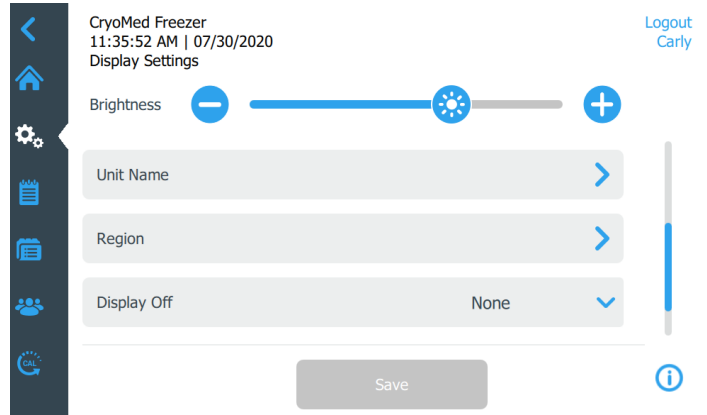 CryoMed Freezer
11:35:52 AM | 07/30/2020
Display Settings
Logout
Carly
Brightness
Unit Name
Region
Display Off None
CAL
Save